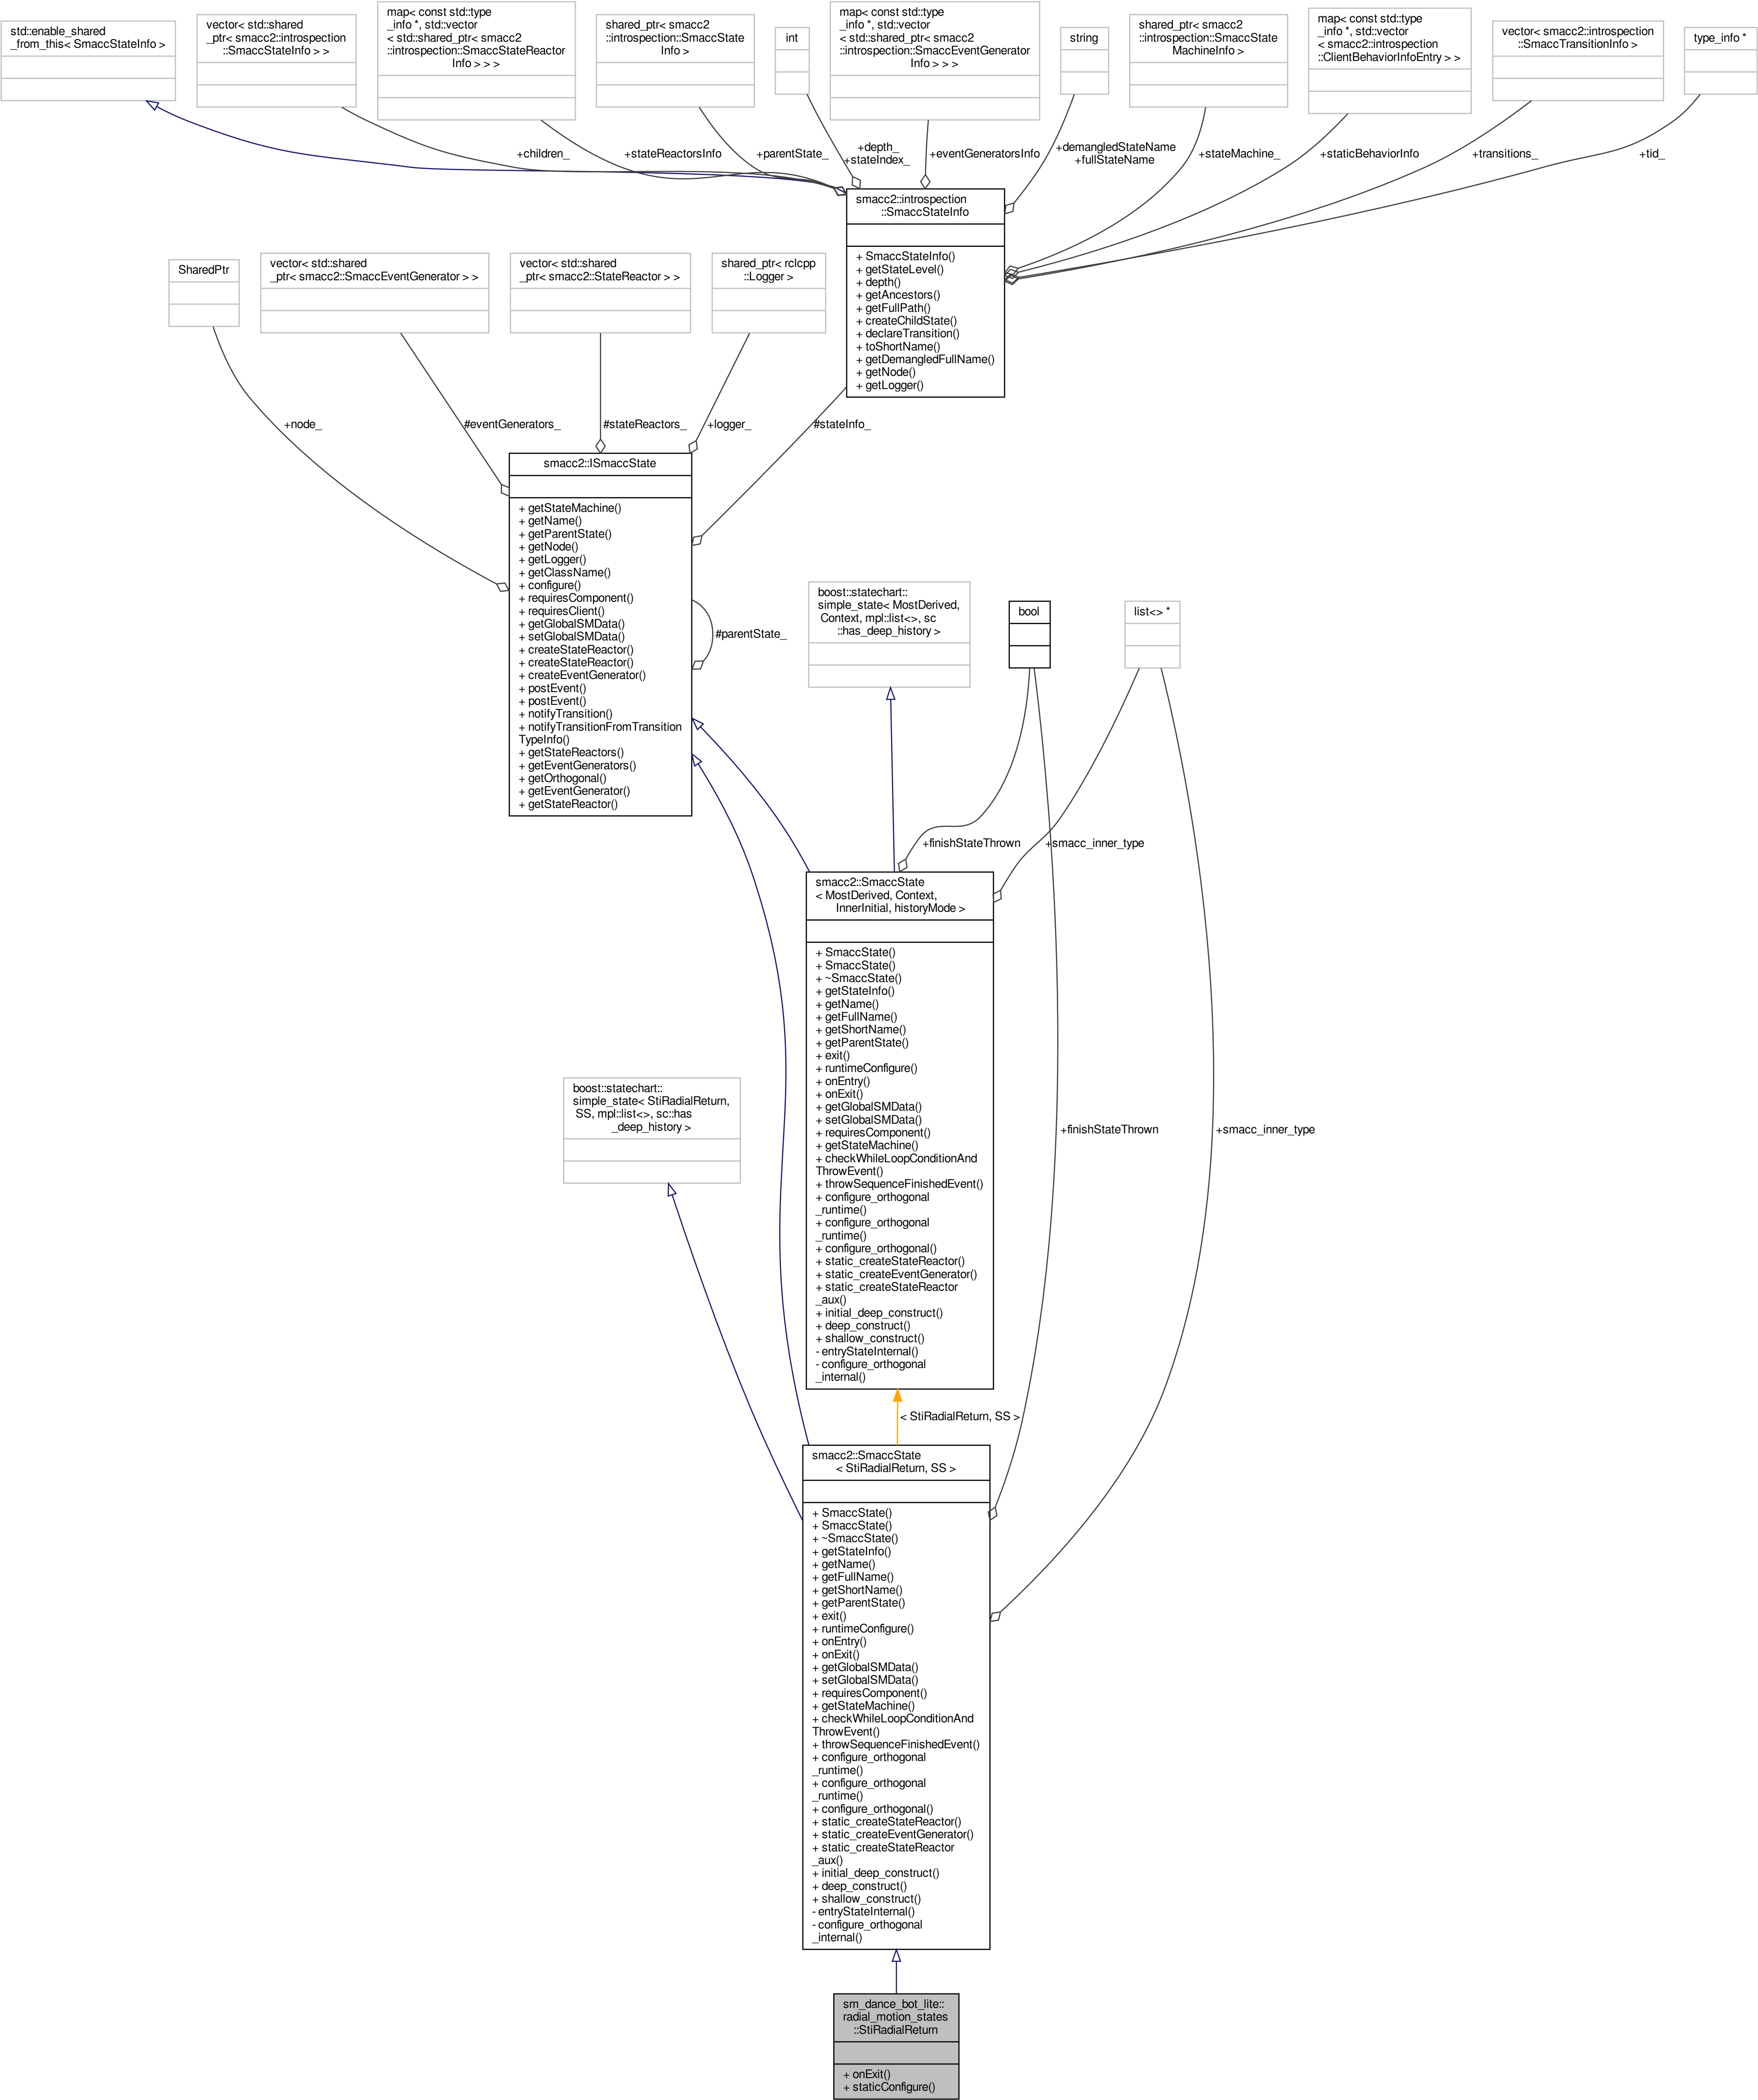 std::enable_shared
_from_this< SmaccStateInfo >
vector< std::shared
_ptr< smacc2::introspection
::SmaccStateInfo > >
map< const std::type
_info *, std::vector
< std::shared_ptr< smacc2
::introspection::SmaccStateReactor
Info > > >
shared_ptr< smacc2
::introspection::SmaccState
Info >
int
map< const std::type
_info *, std::vector
< std::shared_ptr< smacc2
::introspection::SmaccEventGenerator
Info > > >
string
shared_ptr< smacc2
::introspection::SmaccState
MachineInfo >
map< const std::type
_info *, std::vector
< smacc2::introspection
::ClientBehaviorInfoEntry > >
vector< smacc2::introspection
::SmaccTransitionInfo >
type_info *
+children_
+stateReactorsInfo
+parentState_
+depth_
+stateIndex_
+eventGeneratorsInfo
+demangledStateName
+fullStateName
+stateMachine_
+staticBehaviorInfo
+transitions_
+tid_
smacc2::introspection
::SmaccStateInfo
+ SmaccStateInfo()
+ getStateLevel()
+ depth()
+ getAncestors()
+ getFullPath()
+ createChildState()
+ declareTransition()
+ toShortName()
+ getDemangledFullName()
+ getNode()
+ getLogger()
SharedPtr
vector< std::shared
_ptr< smacc2::SmaccEventGenerator > >
vector< std::shared
_ptr< smacc2::StateReactor > >
shared_ptr< rclcpp
::Logger >
+node_
#eventGenerators_
#stateReactors_
+logger_
#stateInfo_
smacc2::ISmaccState
+ getStateMachine()
+ getName()
+ getParentState()
+ getNode()
+ getLogger()
+ getClassName()
+ configure()
+ requiresComponent()
+ requiresClient()
+ getGlobalSMData()
+ setGlobalSMData()
+ createStateReactor()
+ createStateReactor()
+ createEventGenerator()
+ postEvent()
+ postEvent()
+ notifyTransition()
+ notifyTransitionFromTransition
TypeInfo()
+ getStateReactors()
+ getEventGenerators()
+ getOrthogonal()
+ getEventGenerator()
+ getStateReactor()
#parentState_
boost::statechart::
simple_state< MostDerived,
Context, mpl::list<>, sc
::has_deep_history >
bool
list<> *
+finishStateThrown
+smacc_inner_type
smacc2::SmaccState
< MostDerived, Context,
InnerInitial, historyMode >
+ SmaccState()
+ SmaccState()
+ ~SmaccState()
+ getStateInfo()
+ getName()
+ getFullName()
+ getShortName()
+ getParentState()
+ exit()
+ runtimeConfigure()
+ onEntry()
+ onExit()
+ getGlobalSMData()
+ setGlobalSMData()
+ requiresComponent()
+ getStateMachine()
+ checkWhileLoopConditionAnd
ThrowEvent()
+ throwSequenceFinishedEvent()
+ configure_orthogonal
_runtime()
+ configure_orthogonal
_runtime()
+ configure_orthogonal()
+ static_createStateReactor()
+ static_createEventGenerator()
+ static_createStateReactor
_aux()
+ initial_deep_construct()
+ deep_construct()
+ shallow_construct()
- entryStateInternal()
- configure_orthogonal
_internal()
boost::statechart::
simple_state< StiRadialReturn,
SS, mpl::list<>, sc::has
_deep_history >
+finishStateThrown
+smacc_inner_type
< StiRadialReturn, SS >
smacc2::SmaccState
< StiRadialReturn, SS >
+ SmaccState()
+ SmaccState()
+ ~SmaccState()
+ getStateInfo()
+ getName()
+ getFullName()
+ getShortName()
+ getParentState()
+ exit()
+ runtimeConfigure()
+ onEntry()
+ onExit()
+ getGlobalSMData()
+ setGlobalSMData()
+ requiresComponent()
+ getStateMachine()
+ checkWhileLoopConditionAnd
ThrowEvent()
+ throwSequenceFinishedEvent()
+ configure_orthogonal
_runtime()
+ configure_orthogonal
_runtime()
+ configure_orthogonal()
+ static_createStateReactor()
+ static_createEventGenerator()
+ static_createStateReactor
_aux()
+ initial_deep_construct()
+ deep_construct()
+ shallow_construct()
- entryStateInternal()
- configure_orthogonal
_internal()
sm_dance_bot_lite::
radial_motion_states
::StiRadialReturn
+ onExit()
+ staticConfigure()